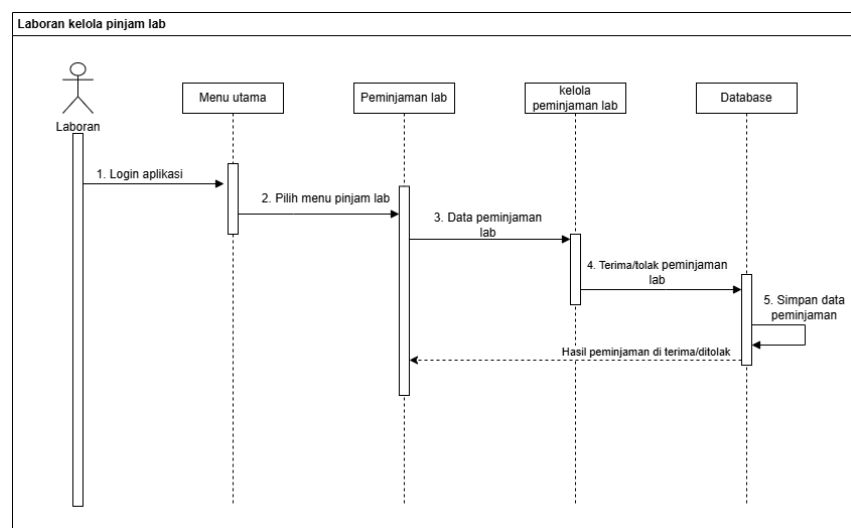 Laboran kelola pinjam lab
Menu utama
Peminjaman lab
kelola
peminjaman lab
Database
Laboran
1. Login aplikasi
2. Pilih menu pinjam lab
3. Data peminjaman
lab
4. Terima/tolak peminjaman
lab
5. Simpan data
peminjaman
Hasil peminjaman di terima/ditolak